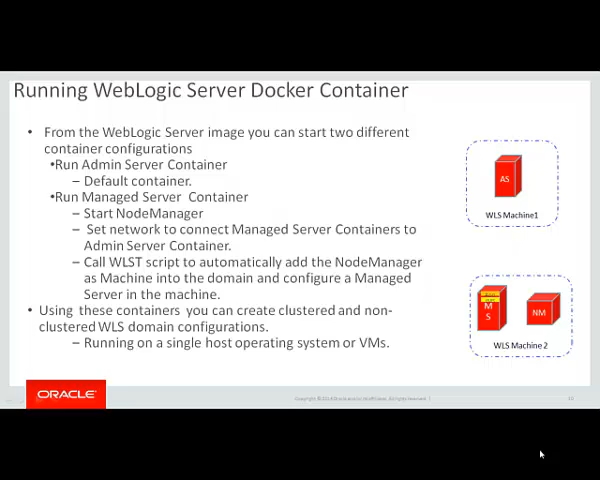 Running WebLogic Server Docker Container
• From the WebLogic Server image you can start two different
container configurations
•Run Admin Server Container
– Default container.
•Run Managed Server Container
– Start NodeManager
– Set network to connect Managed Server Containers to
Admin Server Container.
– Call WLST script to automatically add the NodeManager
as Machine into the domain and configure a Managed
Server in the machine.
• Using these containers you can create clustered and non-
clustered WLS domain configurations.
– Running on a single host operating system or VMs.
AS
WLS Machine1
M
S
NM
WLS Machine 2
ORACLE
All rights reserved.